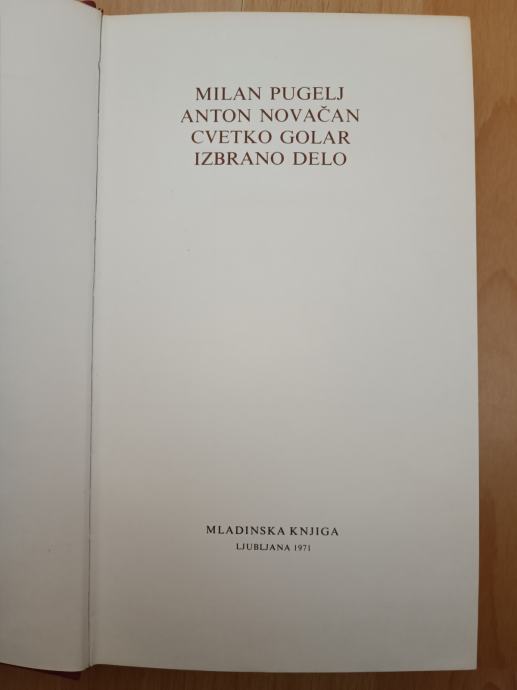 MILAN PUGELJ
ANTON NOVAČAN
CVETKO GOLAR
IZBRANO DELO
MLADINSKA KNJIGA
LJUBLJANA 1971